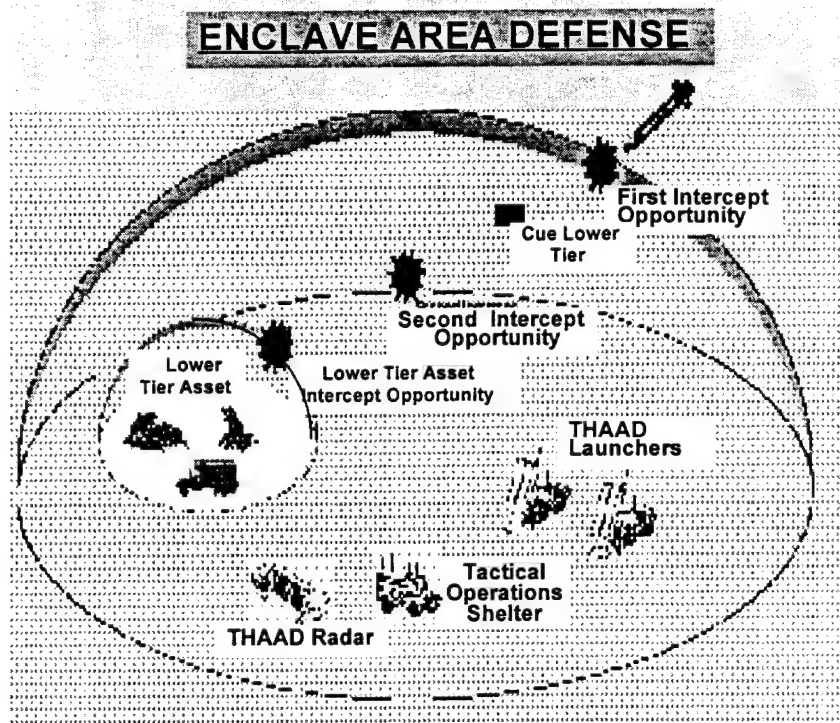 ENCLAVE AREA DEFENSE
First Intercept
Opportunity
Cue Lower
Tier
Second Intercept
Opportunity
Lower
Tier Asset
Lower Tier Asset
Intercept Opportunity
THAAD
Launchers
Tactical
Operations
Shelter
THAAD Radar